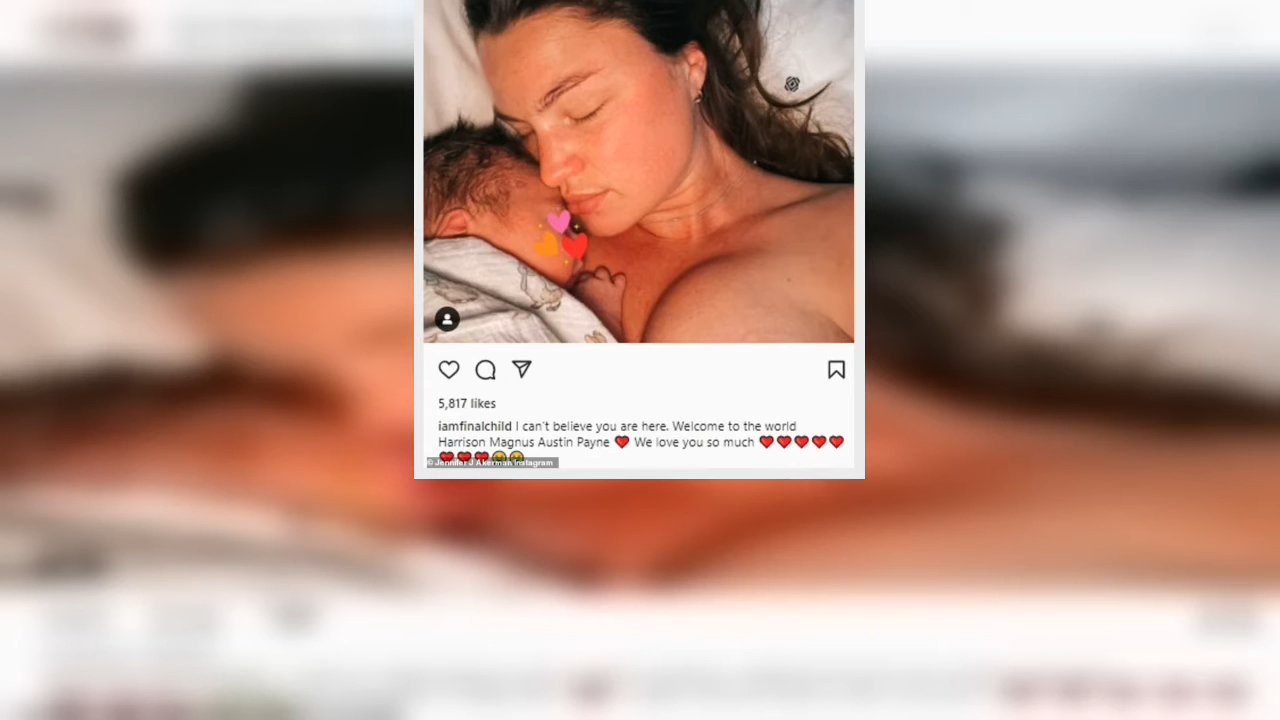 5,817 likes
iamfinalchild I can't believe you are here. Welcome to the world
Harrison Magnus Austin Payne ❤️ We love you so much ❤️❤️❤️❤️❤️
© Jennifer J Akerman/Instagram